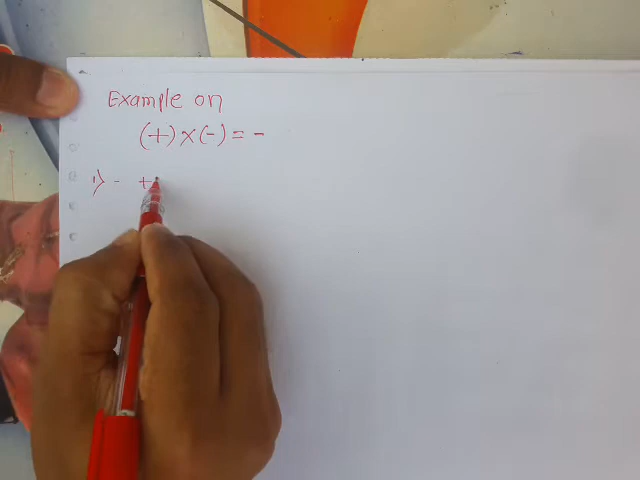 Example on
(+) × (-) = -
1) - +